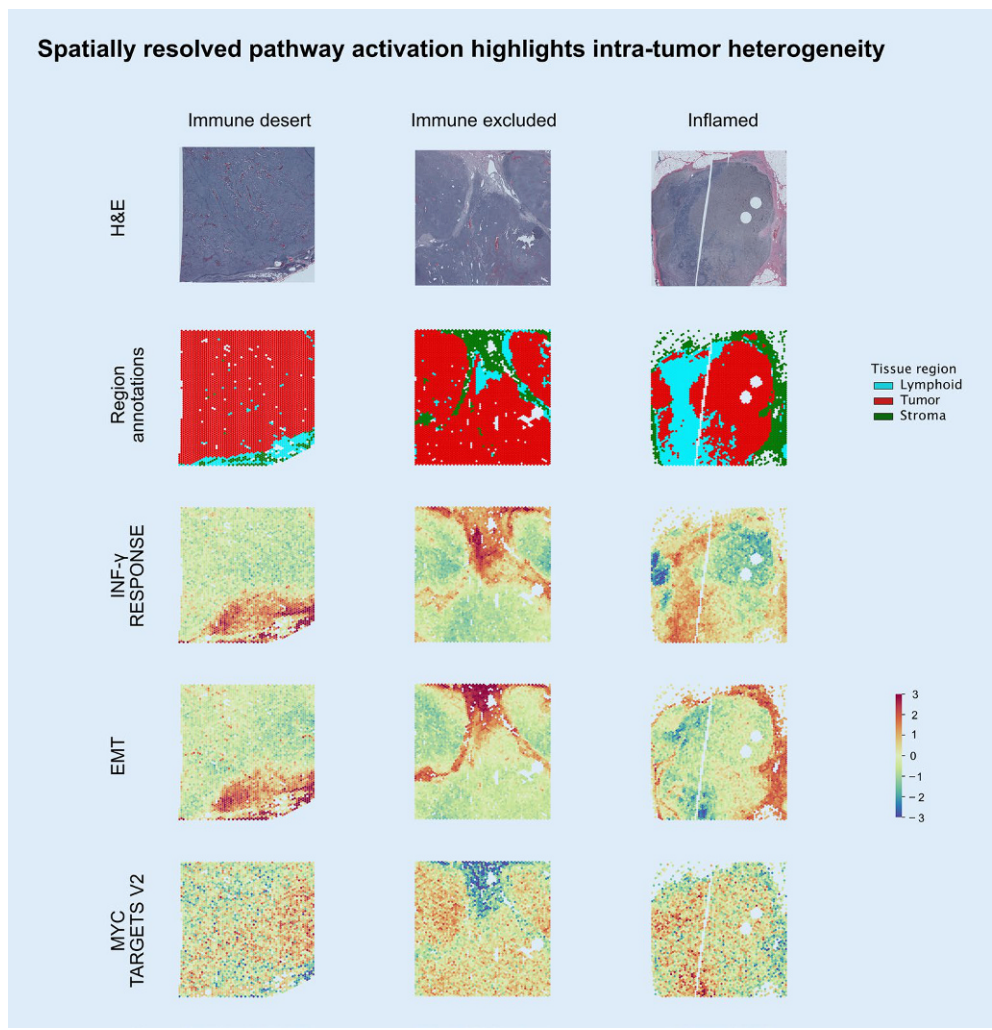 Spatially resolved pathway activation highlights intra-tumor heterogeneity
Immune desert
Immune excluded
Inflamed
H&E
Region
annotations
Tissue region
Lymphoid
Tumor
Stroma
INF-γ
RESPONSE
EMT
3
2
1
0
−1
−2
−3
MYC
TARGETS V2